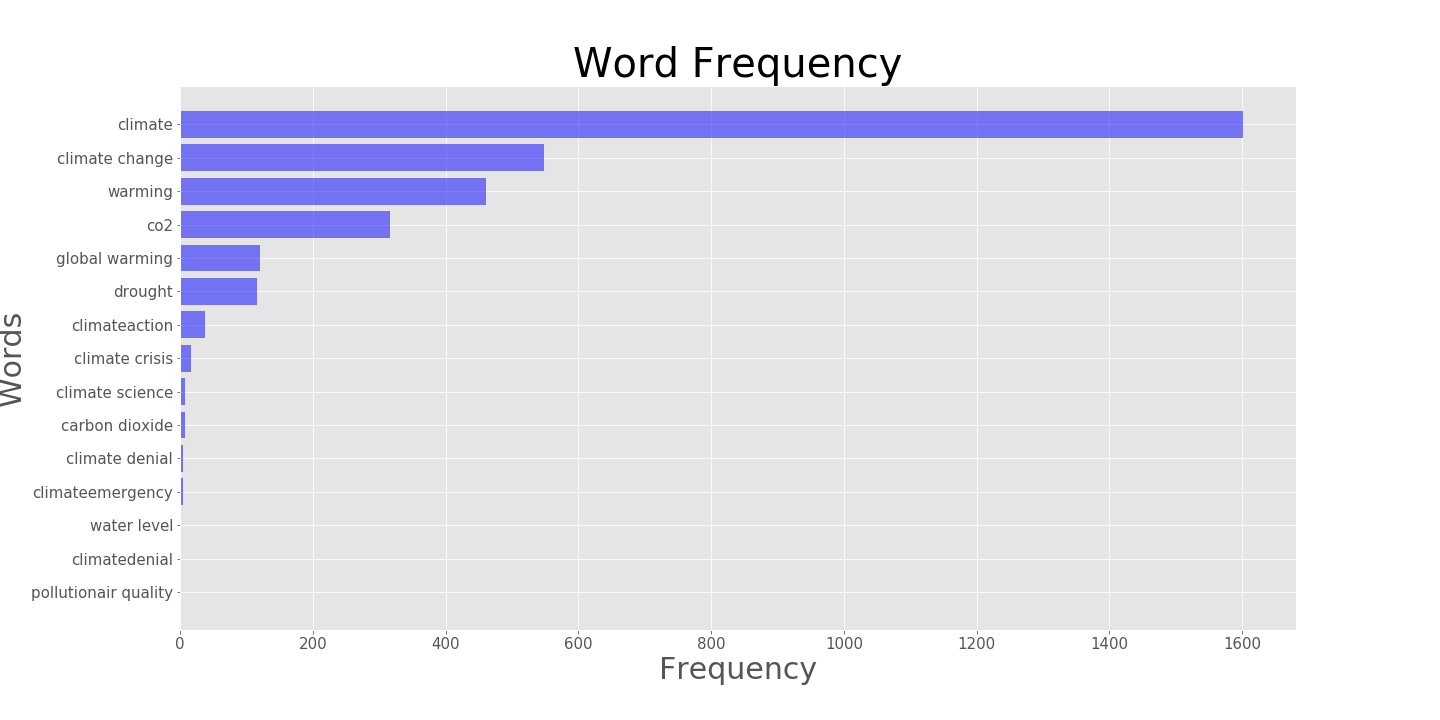 Word Frequency
climate
climate change
warming
co2
global warming
drought
climateaction
climate crisis
climate science
carbon dioxide
climate denial
climateemergency
water level
climatedenial
pollutionair quality
Words
0 200 400 600 800 1000 1200 1400 1600
Frequency